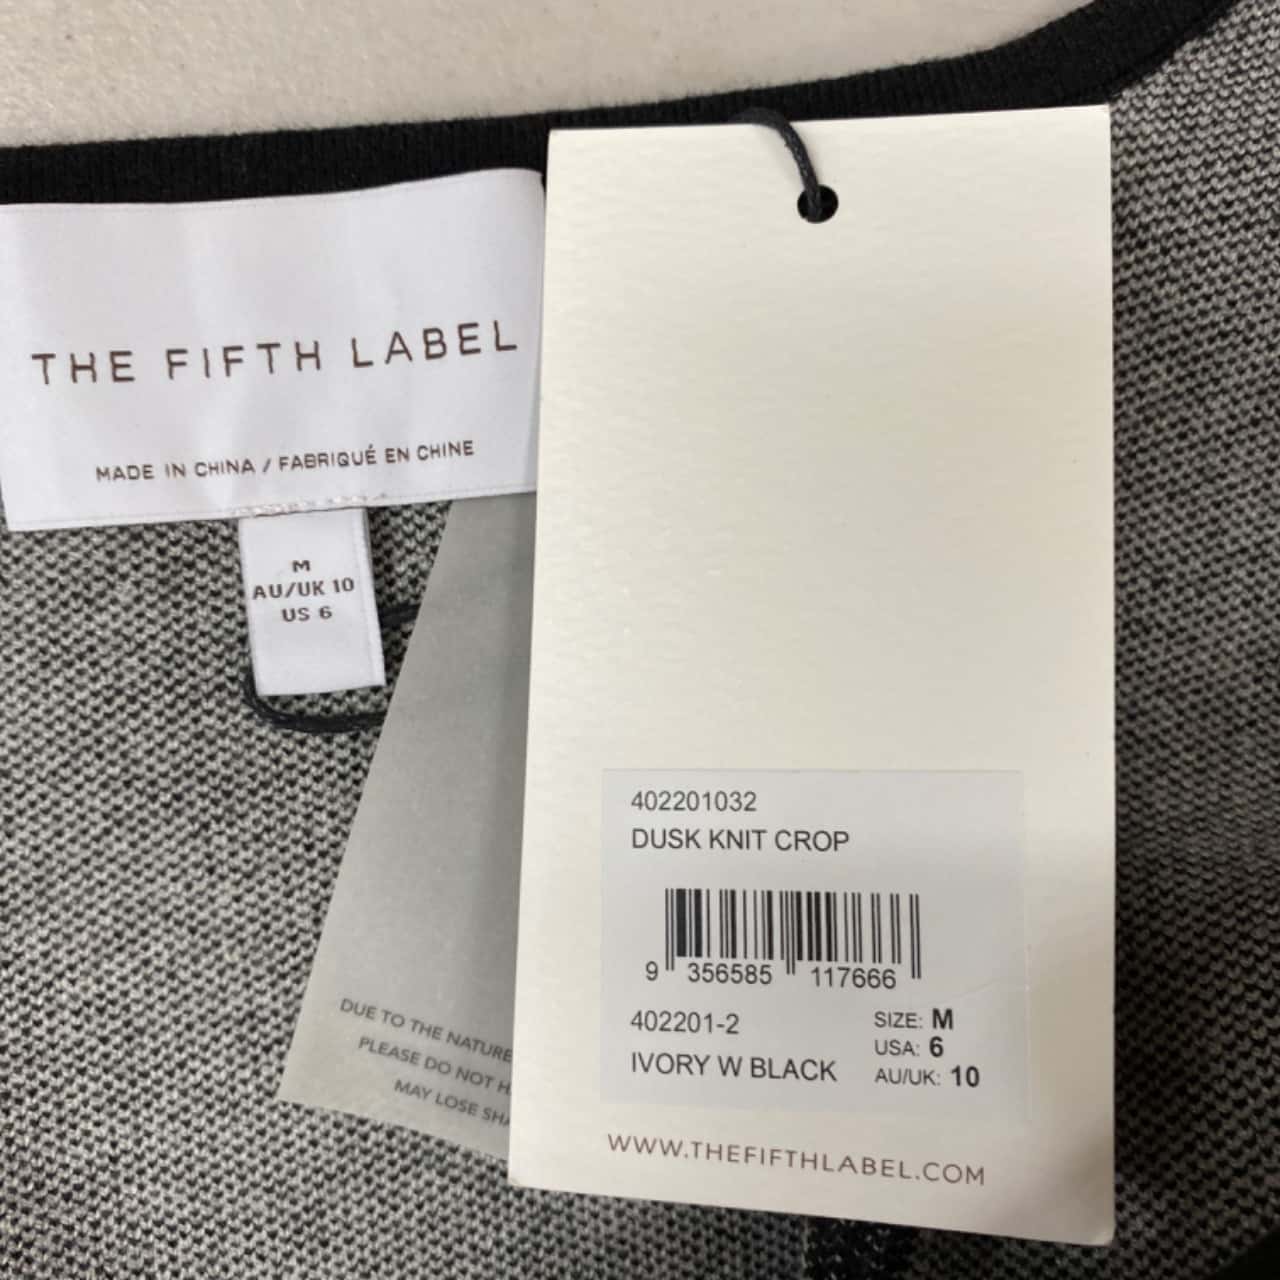 THE FIFTH LABEL
MADE IN CHINA / FABRIQUÉ EN CHINE
M
AU/UK 10
US 6
DUE TO THE NATURE
PLEASE DO NOT
MAY LOSE
402201032
DUSK KNIT CROP
9 356585 117666
402201-2
IVORY W BLACK
SIZE: M
USA: 6
AU/UK: 10
WWW.THEFIFTHLABEL.COM